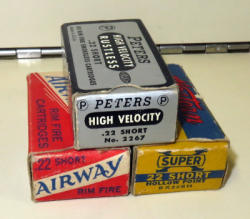 HIGH VELOCITY
RUSTLESS
.22 SHORT
P PETERS P
HIGH VELOCITY
.22 SHORT
No. 2267
RIM FIRE
CARTRIDGES
.22 SHORT
AIRWAY
RIM FIRE
SUPER
22 SHORT
HOLLOW POINT